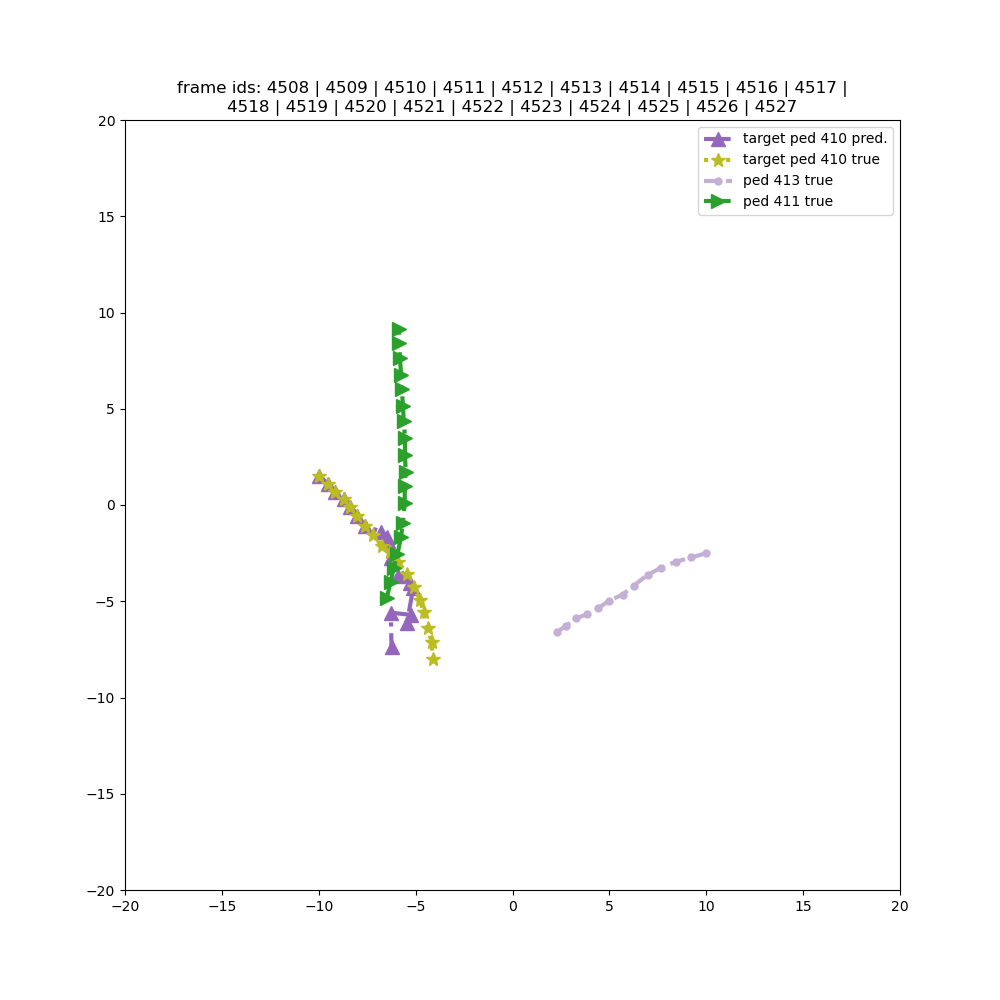 frame ids: 4508 | 4509 | 4510 | 4511 | 4512 | 4513 | 4514 | 4515 | 4516 | 4517 |
4518 | 4519 | 4520 | 4521 | 4522 | 4523 | 4524 | 4525 | 4526 | 4527
target ped 410 pred.
target ped 410 true
ped 413 true
ped 411 true
20
15
10
5
0
−5
−10
−15
−20
−20 −15 −10 −5 0 5 10 15 20